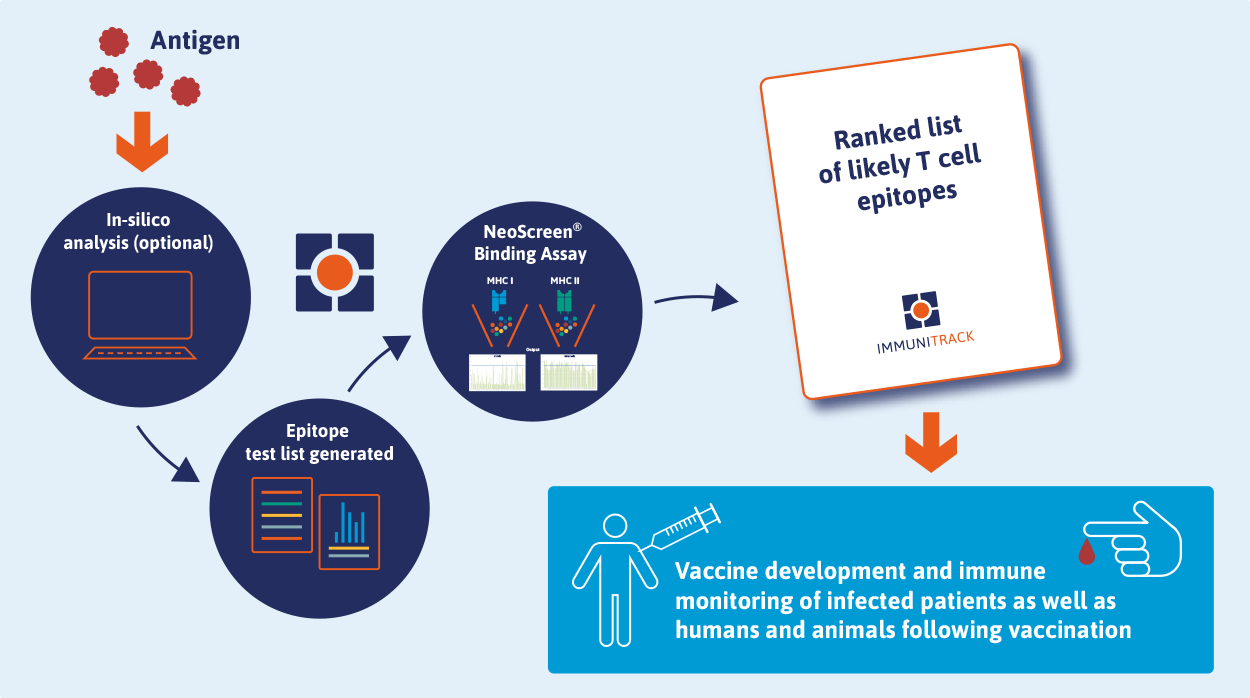 Antigen
In-silico
analysis (optional)
Epitope
test list generated
NeoScreen®
Binding Assay
MHC I
MHC II
Output
Ranked list
of likely T cell
epitopes
IMMUNITRACK
Vaccine development and immune
monitoring of infected patients as well as
humans and animals following vaccination